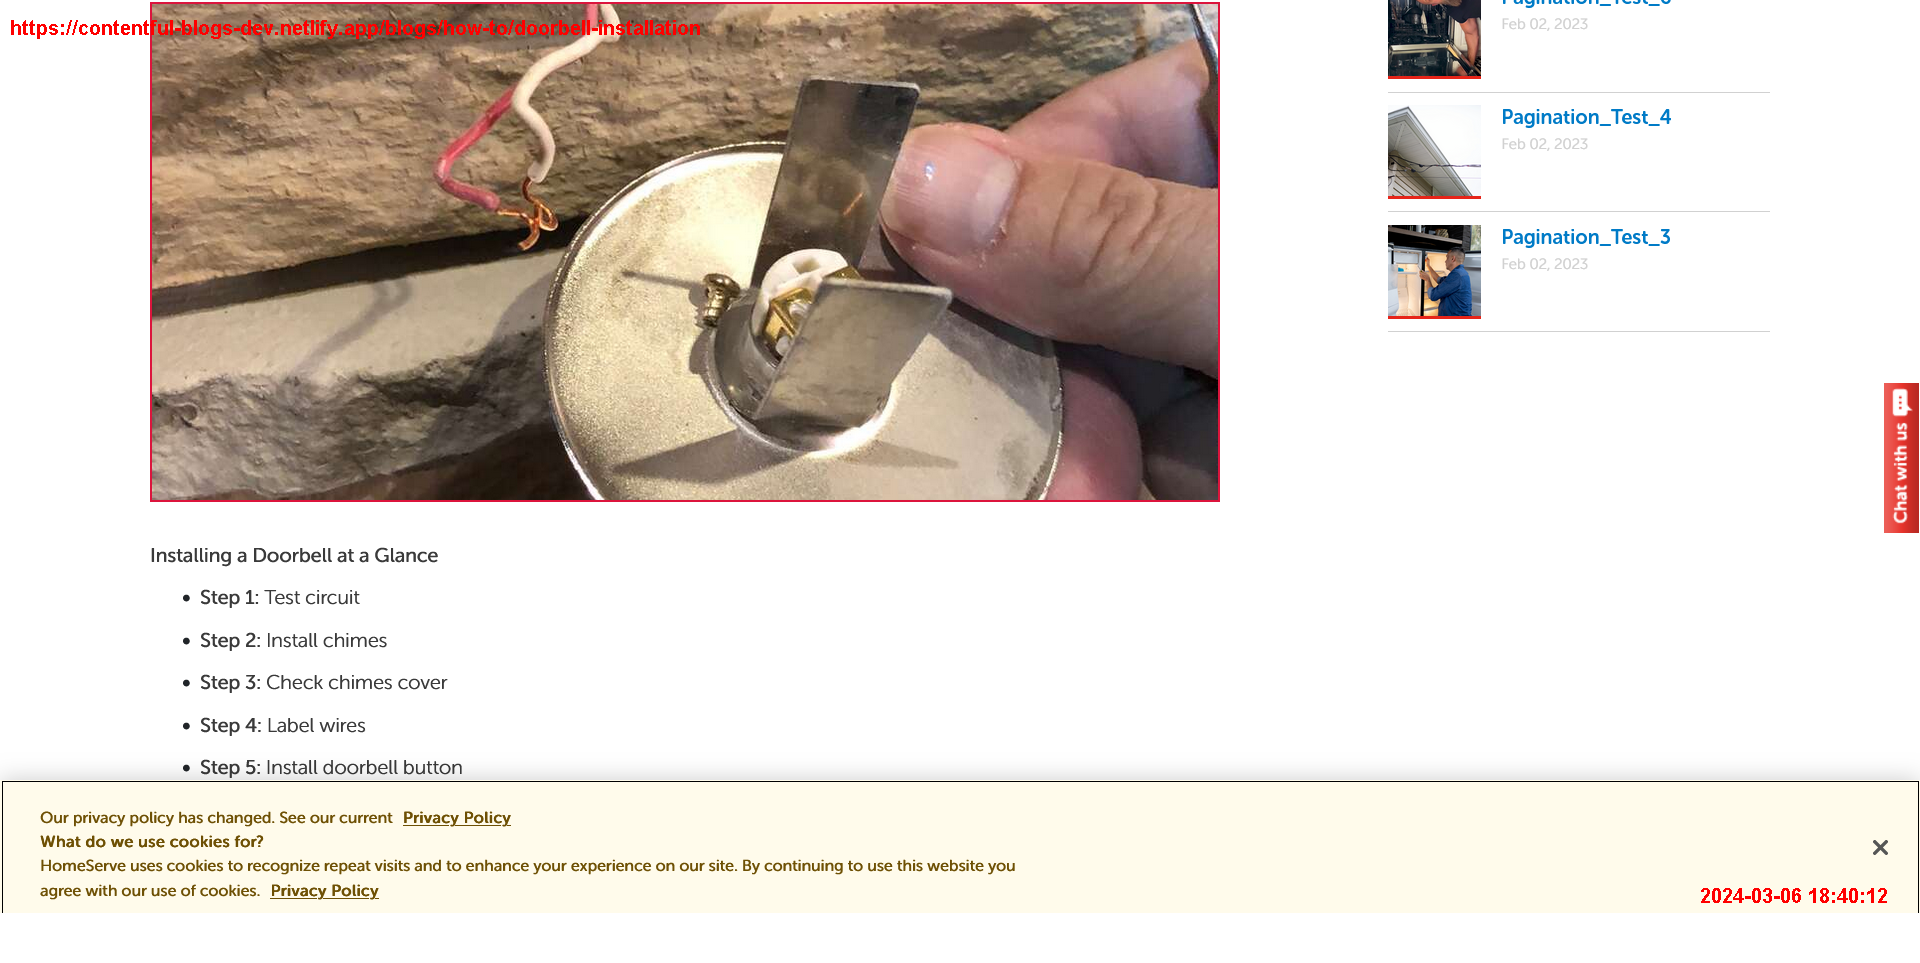 https://contentful-blogs-dev.netlify.app/blogs/how-to/doorbell-installation
Pagination_Test_6
Feb 02, 2023
Pagination_Test_4
Feb 02, 2023
Pagination_Test_3
Feb 02, 2023
Chat with us
Installing a Doorbell at a Glance
• Step 1: Test circuit
• Step 2: Install chimes
• Step 3: Check chimes cover
• Step 4: Label wires
• Step 5: Install doorbell button
Our privacy policy has changed. See our current Privacy Policy
What do we use cookies for?
HomeServe uses cookies to recognize repeat visits and to enhance your experience on our site. By continuing to use this website you
agree with our use of cookies. Privacy Policy
2024-03-06 18:40:12